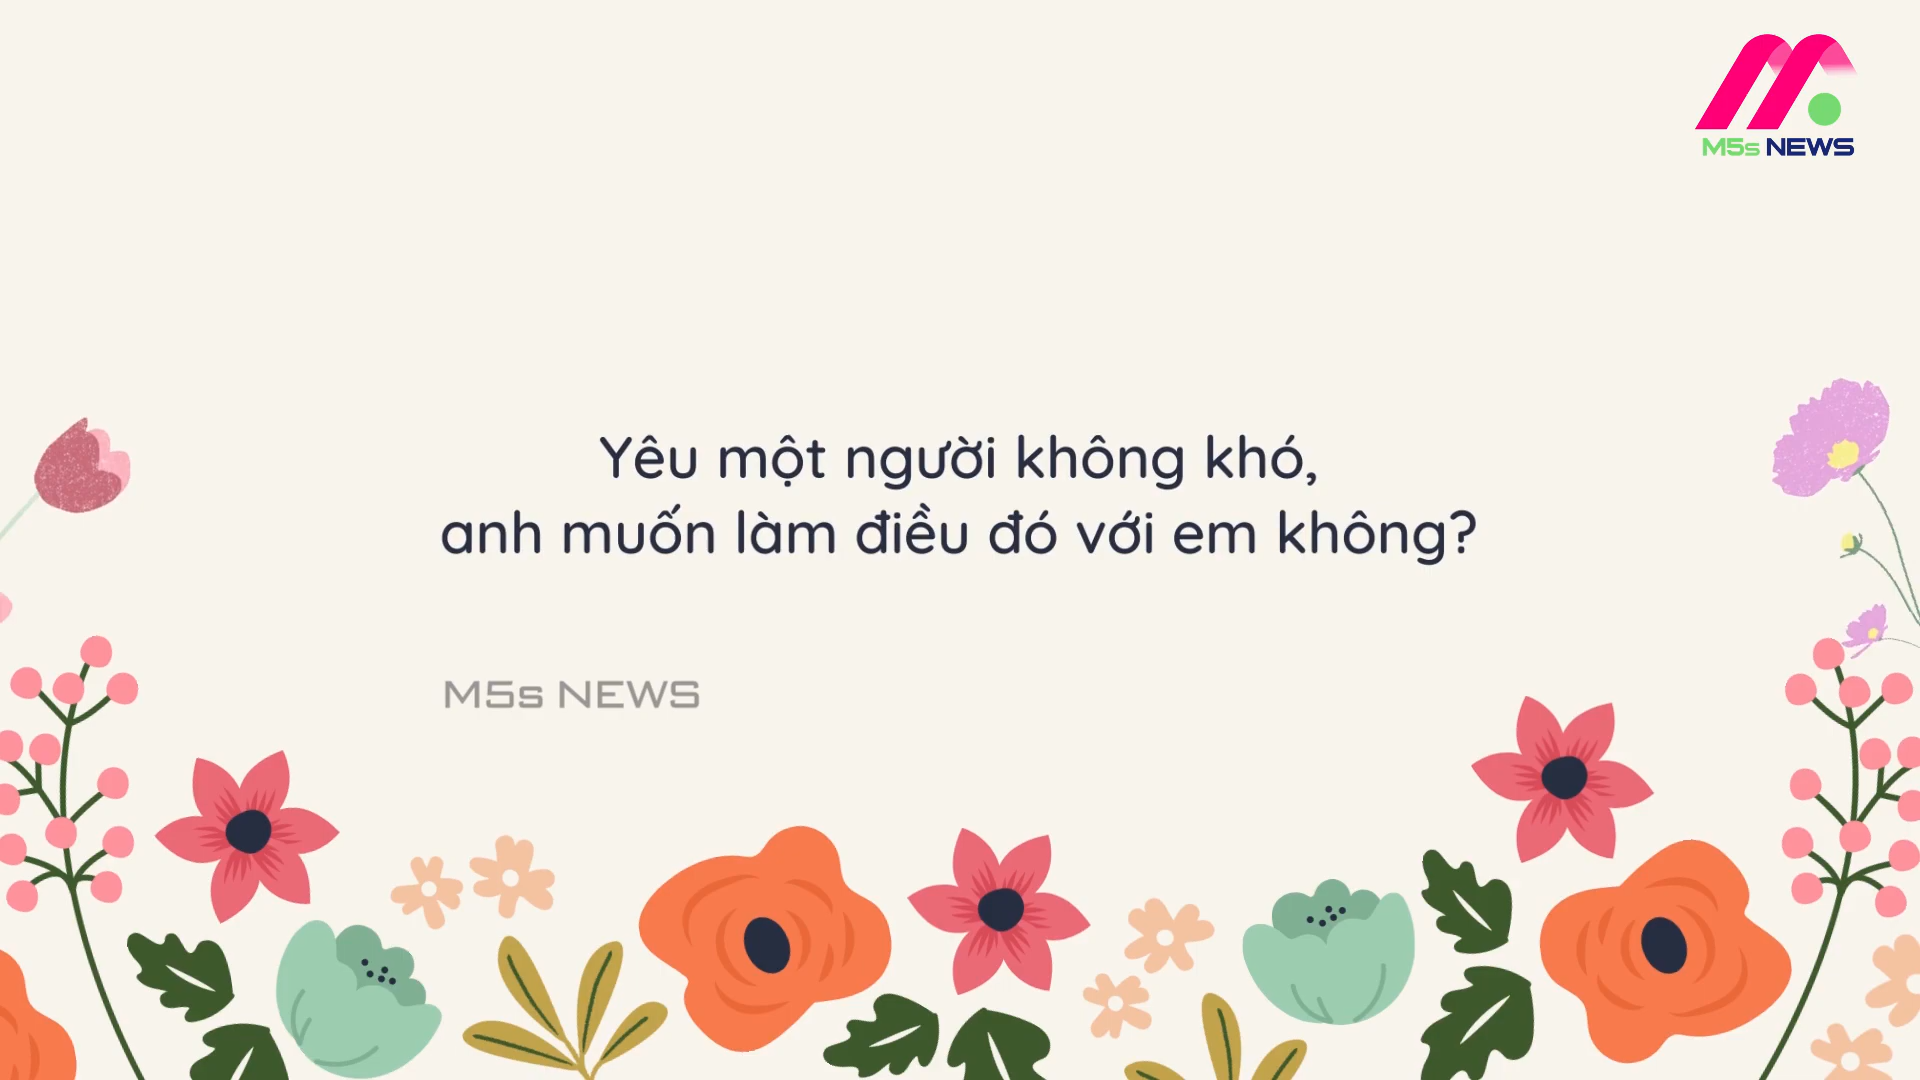 M5s NEWS
Yêu một người không khó,
anh muốn làm điều đó với em không?
M5s NEWS